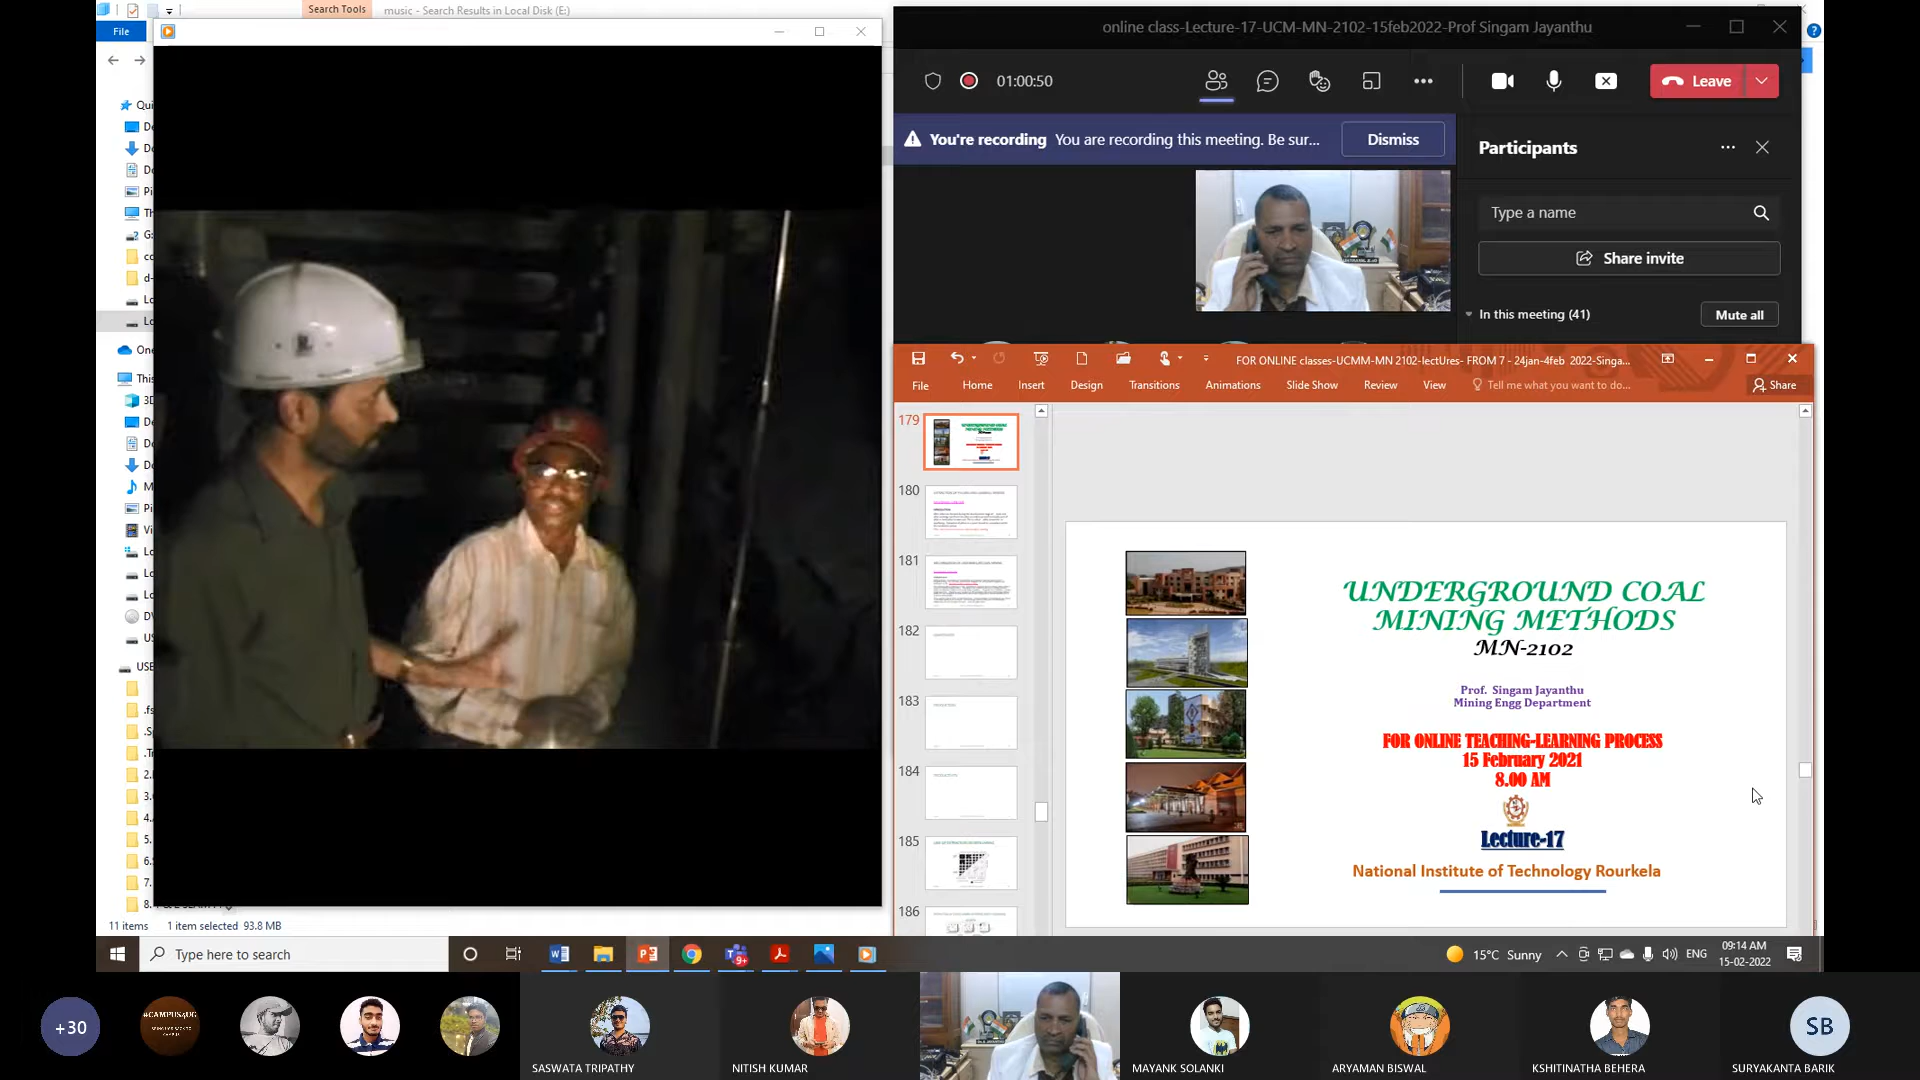 Search Tools
music - Search Results in Local Disk (E:)
File
11 items
1 item selected 93.8 MB
online class-Lecture-17-UCM-MN-2102-15feb2022-Prof Singam Jayanthu
01:00:50
Leave
You're recording You are recording this meeting. Be sur...
Dismiss
Participants
Type a name
Share invite
In this meeting (41)
Mute all
FOR ONLINE classes-UCMM-MN 2102-lectUres- FROM 7 - 24jan-4feb 2022-Singa...
File
Home
Insert
Design
Transitions
Animations
Slide Show
Review
View
Tell me what you want to do...
Share
179
180
181
182
183
184
185
186
UNDERGROUND COAL
MINING METHODS
MN-2102
Prof. Singam Jayanthu
Mining Engg Department
FOR ONLINE TEACHING-LEARNING PROCESS
15 February 2021
8.00 AM
Lecture-17
National Institute of Technology Rourkela
Type here to search
15°C Sunny
ENG
09:14 AM
15-02-2022
+30
#CAMPUS4UG
SASWATA TRIPATHY
NITISH KUMAR
MAYANK SOLANKI
ARYAMAN BISWAL
KSHITINATHA BEHERA
SB
SURYAKANTA BARIK